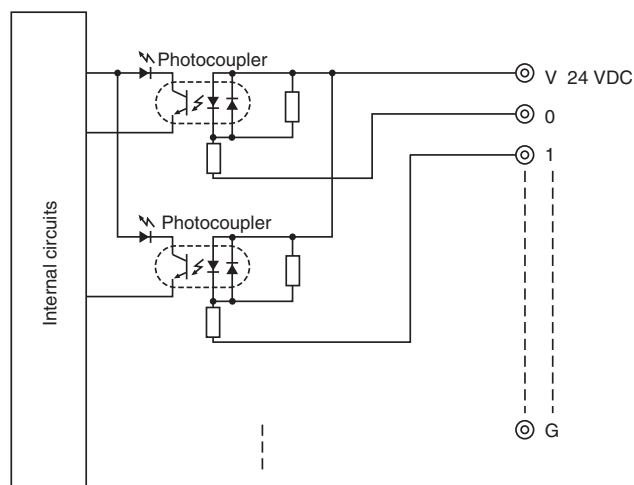 Photocoupler
V 24 VDC
0
1
Photocoupler
Internal circuits
G